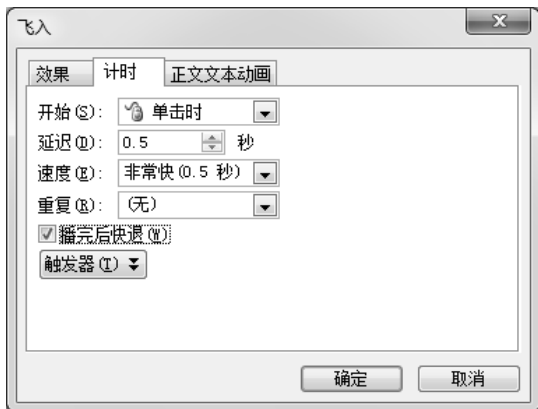 飞入
效果 计时 正文文本动画
开始(S): 单击时
延迟(D): 0.5 秒
速度(E): 非常快(0.5 秒)
重复(R): (无)
播完后快退(W)
触发器(T)
确定 取消